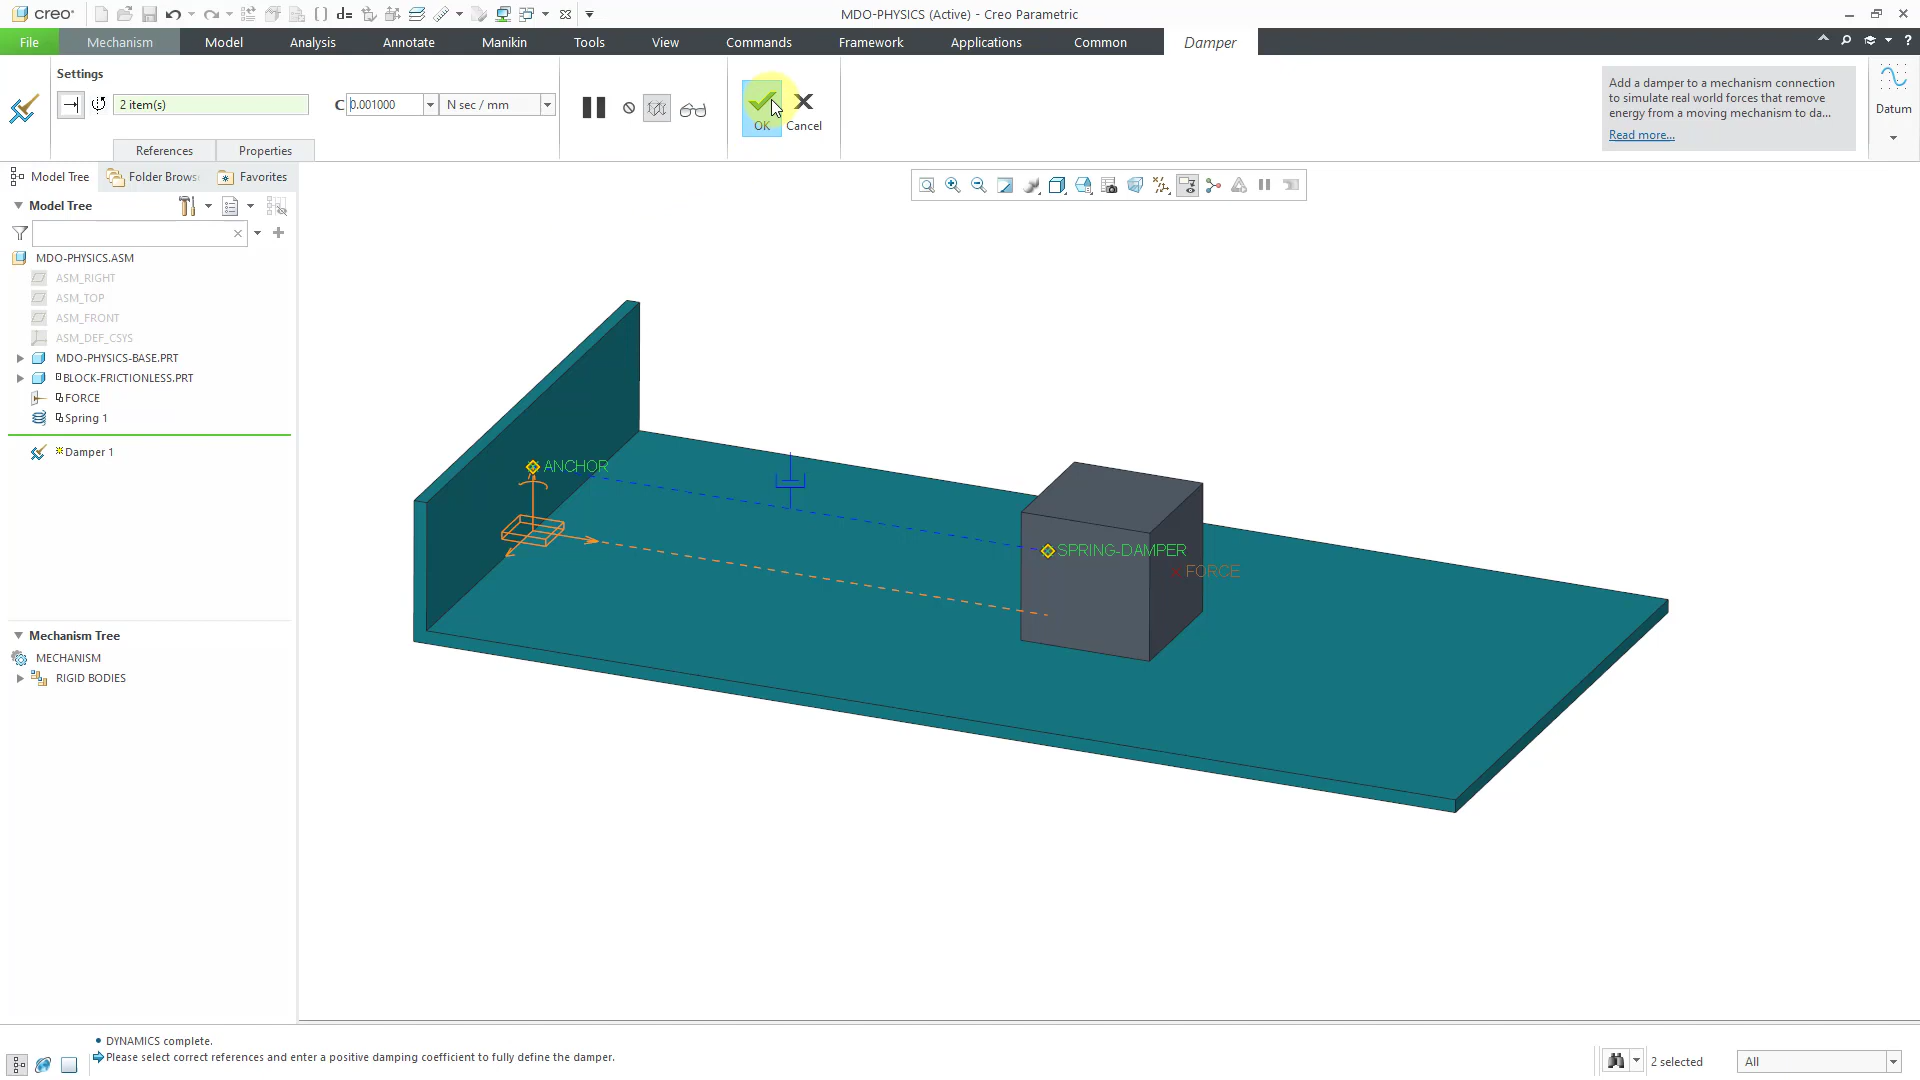 creo
d=
MDO-PHYSICS (Active) - Creo Parametric
File
Mechanism
Model
Analysis
Annotate
Manikin
Tools
View
Commands
Framework
Applications
Common
Damper
?
Settings
2 item(s)
C
0.001000
N sec / mm
OK
Cancel
References
Properties
Add a damper to a mechanism connection
to simulate real world forces that remove
energy from a moving mechanism to da...
Read more...
Datum
Model Tree
Folder Brows
Favorites
Model Tree
MDO-PHYSICS.ASM
ASM_RIGHT
ASM_TOP
ASM_FRONT
ASM_DEF_CSYS
MDO-PHYSICS-BASE.PRT
BLOCK-FRICTIONLESS.PRT
FORCE
Spring 1
Damper 1
ANCHOR
SPRING-DAMPER
FORCE
Mechanism Tree
MECHANISM
RIGID BODIES
DYNAMICS complete.
Please select correct references and enter a positive damping coefficient to fully define the damper.
2 selected
All